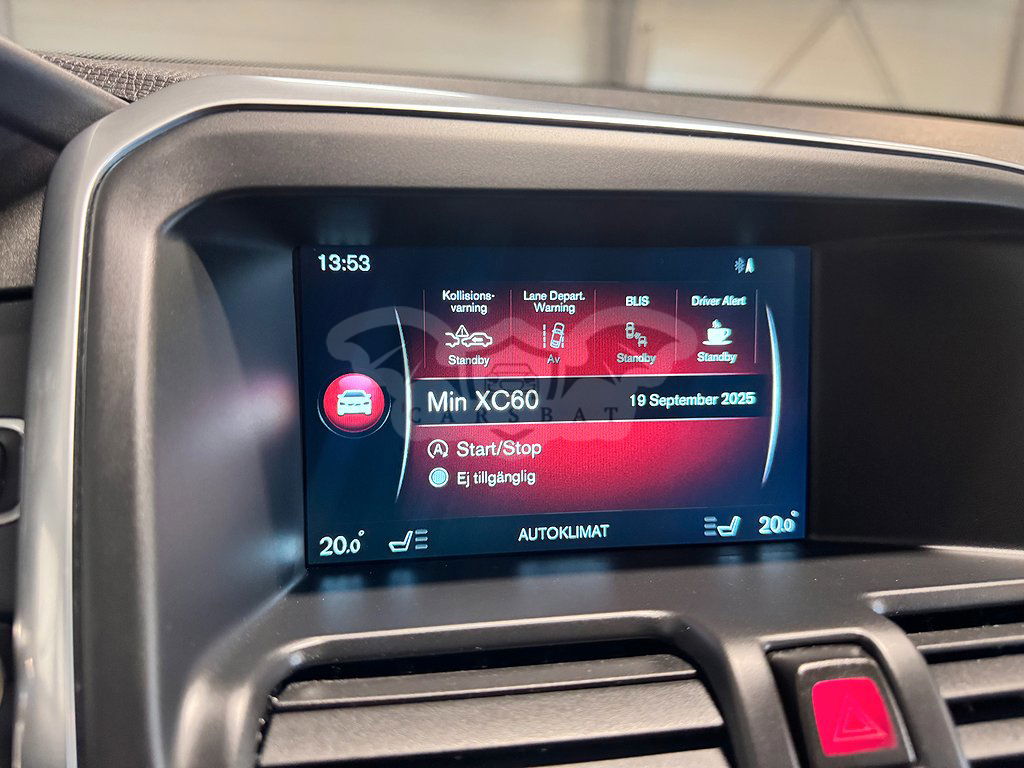 13:53
Kollisions-
varning
Standby
Lane Depart.
Warning
Av
BLIS
Standby
Driver Alert
Standby
Min XC60
19 September 2025
CARSBAT
Start/Stop
Ej tillgänglig
20.0°
AUTOKLIMAT
20.0°